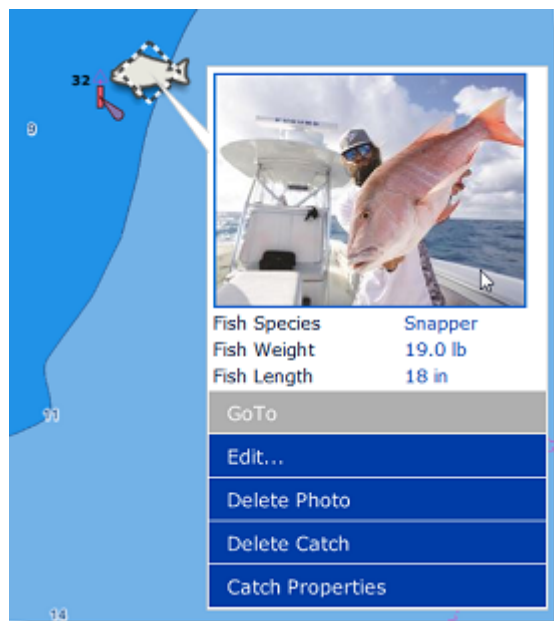 32
9
FURUNO
Fish Species Snapper
Fish Weight 19.0 lb
Fish Length 18 in
GoTo
11
Edit...
Delete Photo
Delete Catch
Catch Properties
14